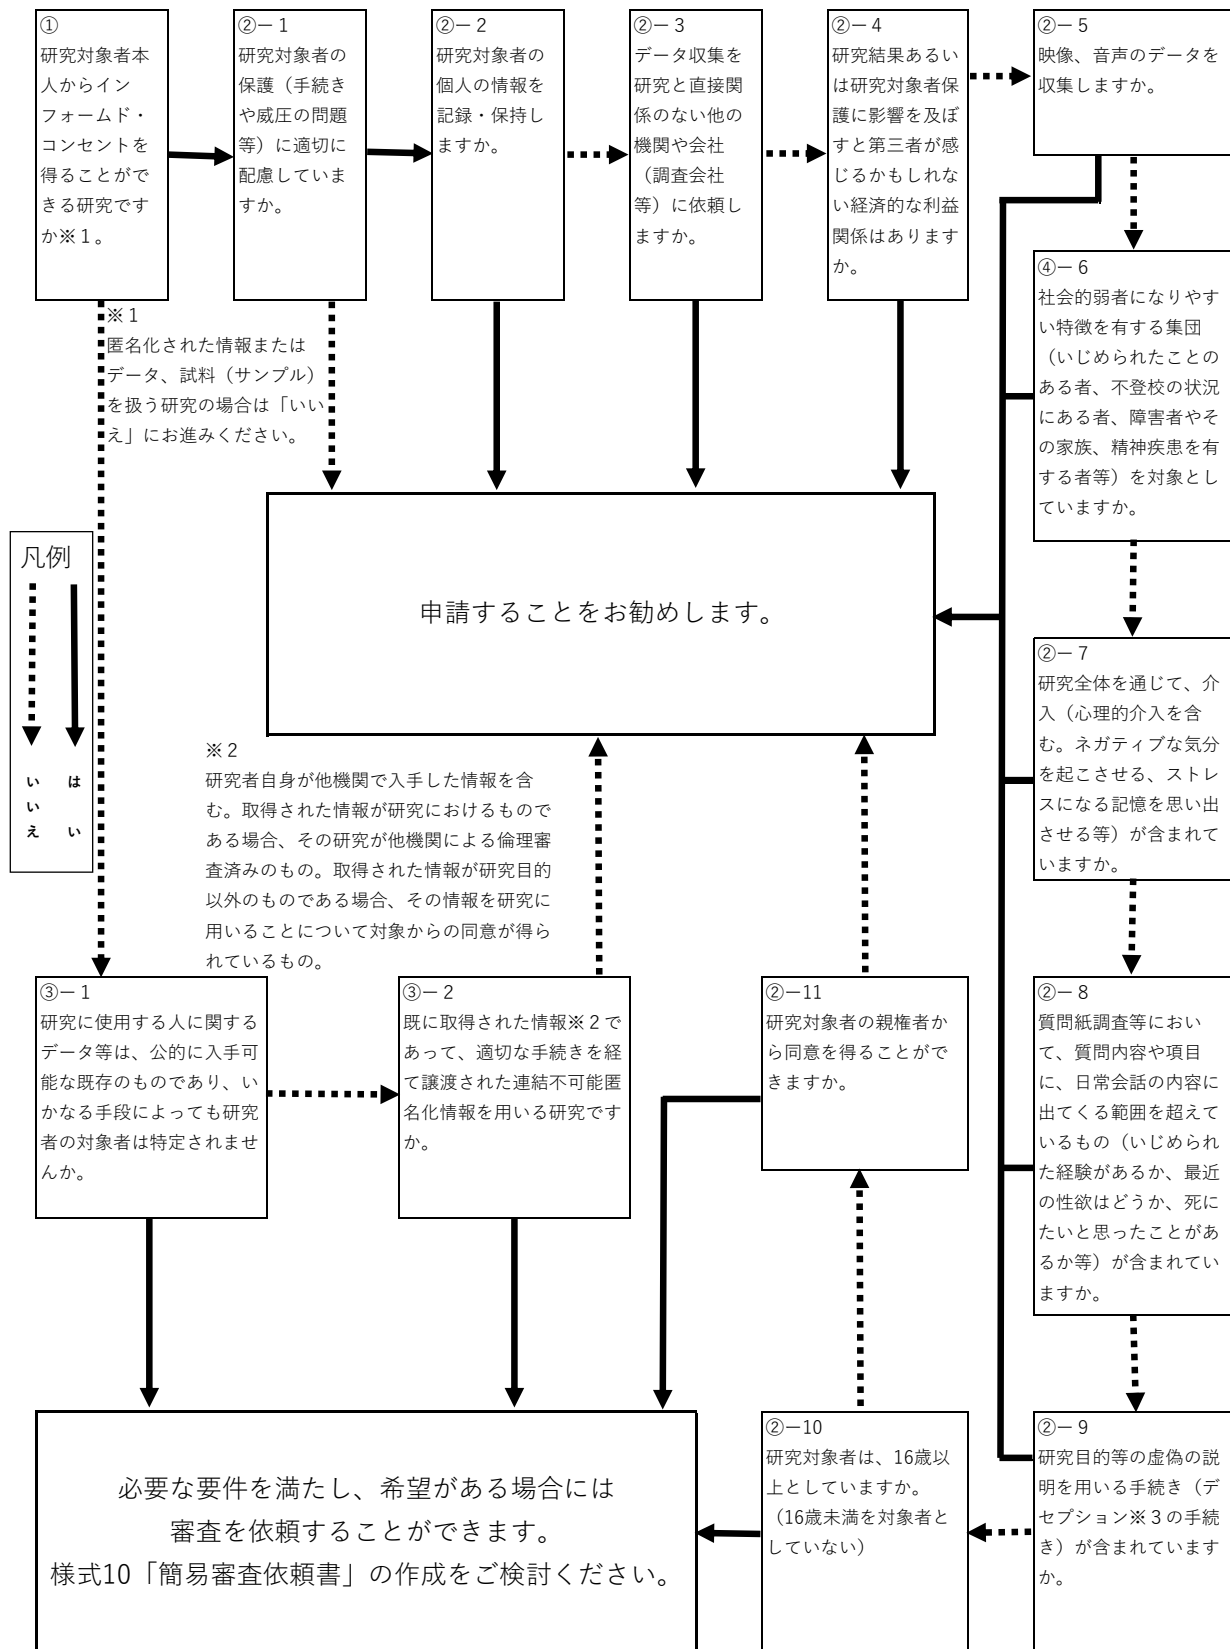 ①
研究対象者本
人からイン
フォームド・
コンセントを
得ることがで
きる研究です
か※１。
②－１
研究対象者の
保護（手続き
や威圧の問題
等）に適切に
配慮していま
すか。
②－２
研究対象者の
個人の情報を
記録・保持し
ますか。
②－３
データ収集を
研究と直接関
係のない他の
機関や会社
（調査会社
等）に依頼し
ますか。
②－４
研究結果あるい
は研究対象者保
護に影響を及ぼ
すと第三者が感
じるかもしれな
い経済的な利益
関係はあります
か。
②－５
映像、音声のデータを
収集しますか。
④－６
社会的弱者になりやす
い特徴を有する集団
（いじめられたことの
ある者、不登校の状況
にある者、障害者やそ
の家族、精神疾患を有
する者等）を対象とし
ていますか。
※１
匿名化された情報または
データ、試料（サンプル）
を扱う研究の場合は「いい
え」にお進みください。
凡例
いいえ
はい
申請することをお勧めします。
②－７
研究全体を通じて、介
入（心理的介入を含
む。ネガティブな気分
を起こさせる、ストレ
スになる記憶を思い出
させる等）が含まれて
いますか。
※２
研究者自身が他機関で入手した情報を含
む。取得された情報が研究におけるもので
ある場合、その研究が他機関による倫理審
査済みのもの。取得された情報が研究目的
以外のものである場合、その情報を研究に
用いることについて対象からの同意が得ら
れているもの。
③－１
研究に使用する人に関する
データ等は、公的に入手可
能な既存のものであり、い
かなる手段によっても研究
者の対象者は特定されませ
んか。
③－２
既に取得された情報※２で
あって、適切な手続きを経
て譲渡された連結不可能匿
名化情報を用いる研究です
か。
②－11
研究対象者の親権者か
ら同意を得ることがで
きますか。
②－８
質問紙調査等におい
て、質問内容や項目
に、日常会話の内容に
出てくる範囲を超えて
いるもの（いじめられ
た経験があるか、最近
の性欲はどうか、死に
たいと思ったことがあ
るか等）が含まれてい
ますか。
必要な要件を満たし、希望がある場合には
審査を依頼することができます。
様式10「簡易審査依頼書」の作成をご検討ください。
②－10
研究対象者は、16歳以
上としていますか。
（16歳未満を対象者と
していない）
②－９
研究目的等の虚偽の説
明を用いる手続き（デ
セプション※３の手続
き）が含まれています
か。